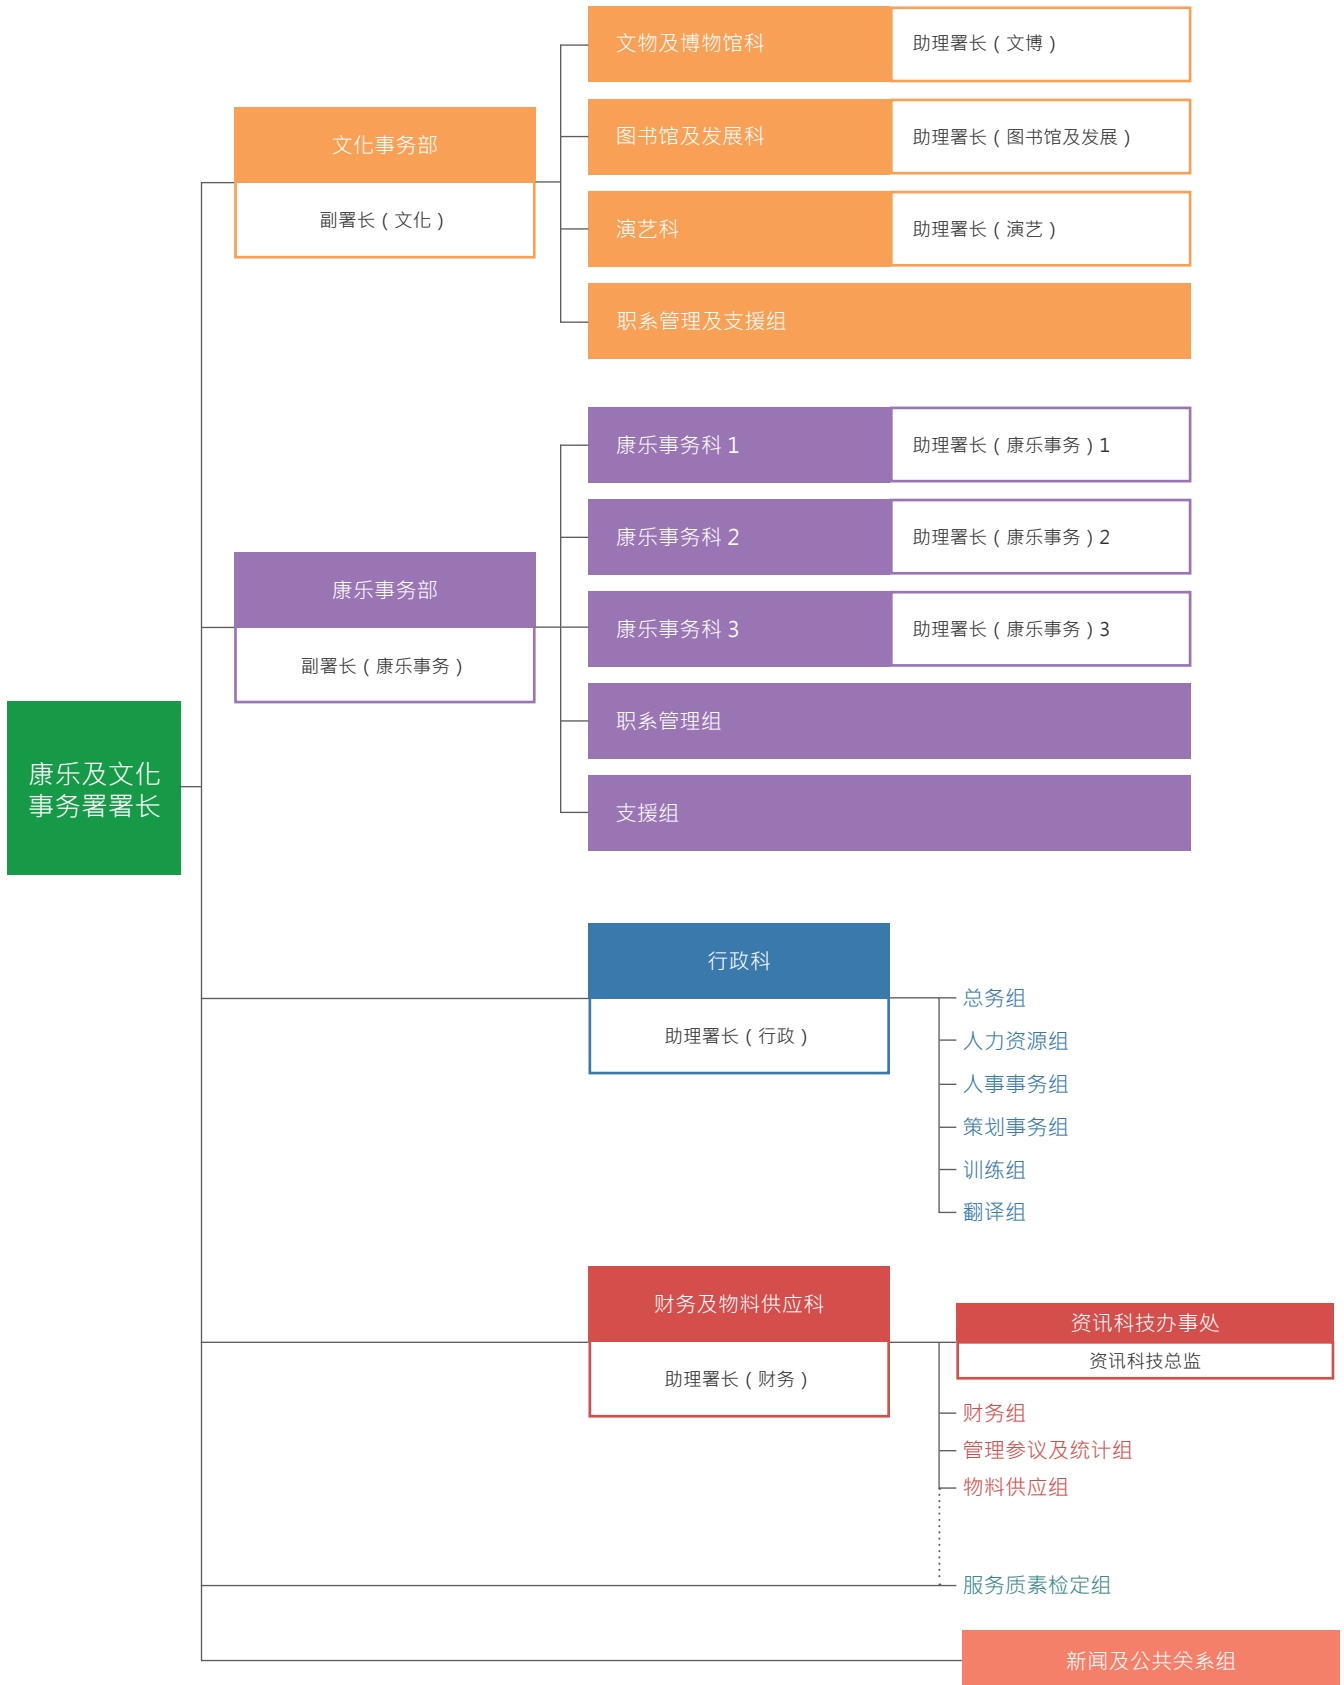 文物及博物馆科
助理署长 ( 文博 )
图书馆及发展科
助理署长 ( 图书馆及发展 )
文化事务部
副署长 ( 文化 )
演艺科
助理署长 ( 演艺 )
职系管理及支援组
康乐事务科 1
助理署长 ( 康乐事务 ) 1
康乐事务科 2
助理署长 ( 康乐事务 ) 2
康乐事务部
副署长 ( 康乐事务 )
康乐事务科 3
助理署长 ( 康乐事务 ) 3
职系管理组
支援组
康乐及文化
事务署署长
行政科
助理署长 ( 行政 )
总务组
人力资源组
人事事务组
策划事务组
训练组
翻译组
财务及物料供应科
助理署长 ( 财务 )
资讯科技办事处
资讯科技总监
财务组
管理参议及统计组
物料供应组
服务质素检定组
新闻及公共关系组